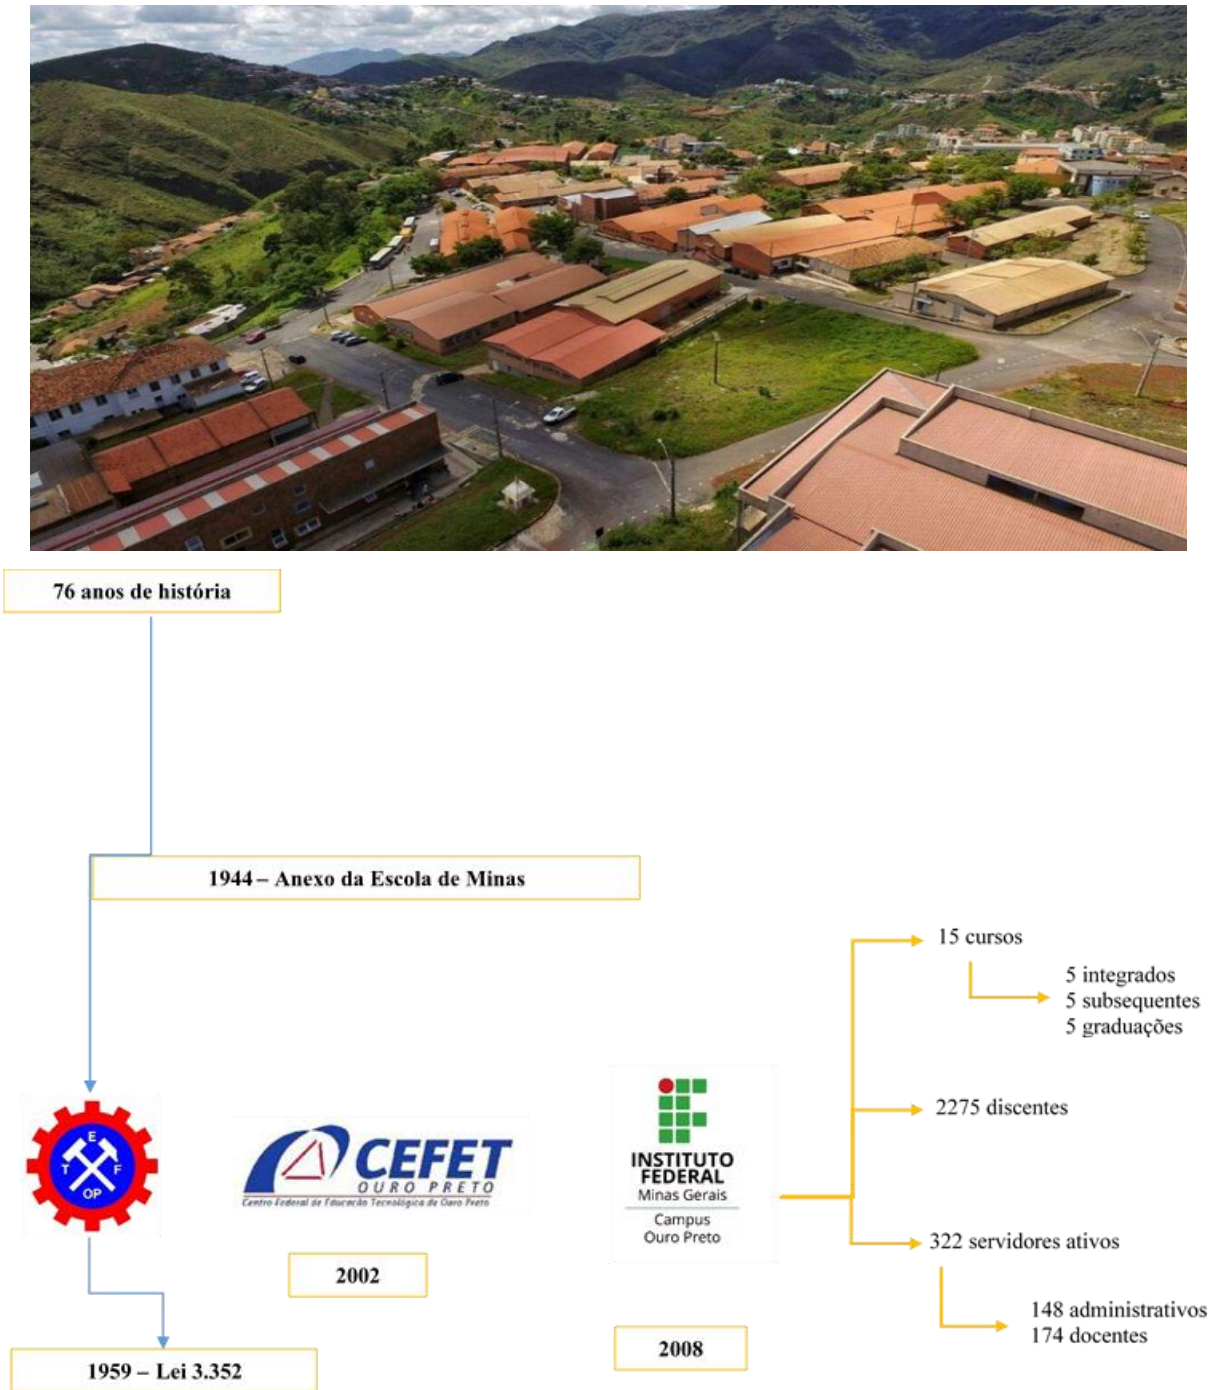 76 anos de história
1944 – Anexo da Escola de Minas
15 cursos
5 integrados
5 subsequentes
5 graduações
2275 discentes
E
T F
OP
CEFET
OURO PRETO
Centro Federal de Educação Tecnológica de Ouro Preto
INSTITUTO
FEDERAL
Minas Gerais
Campus
Ouro Preto
322 servidores ativos
148 administrativos
174 docentes
2002
2008
1959 – Lei 3.352